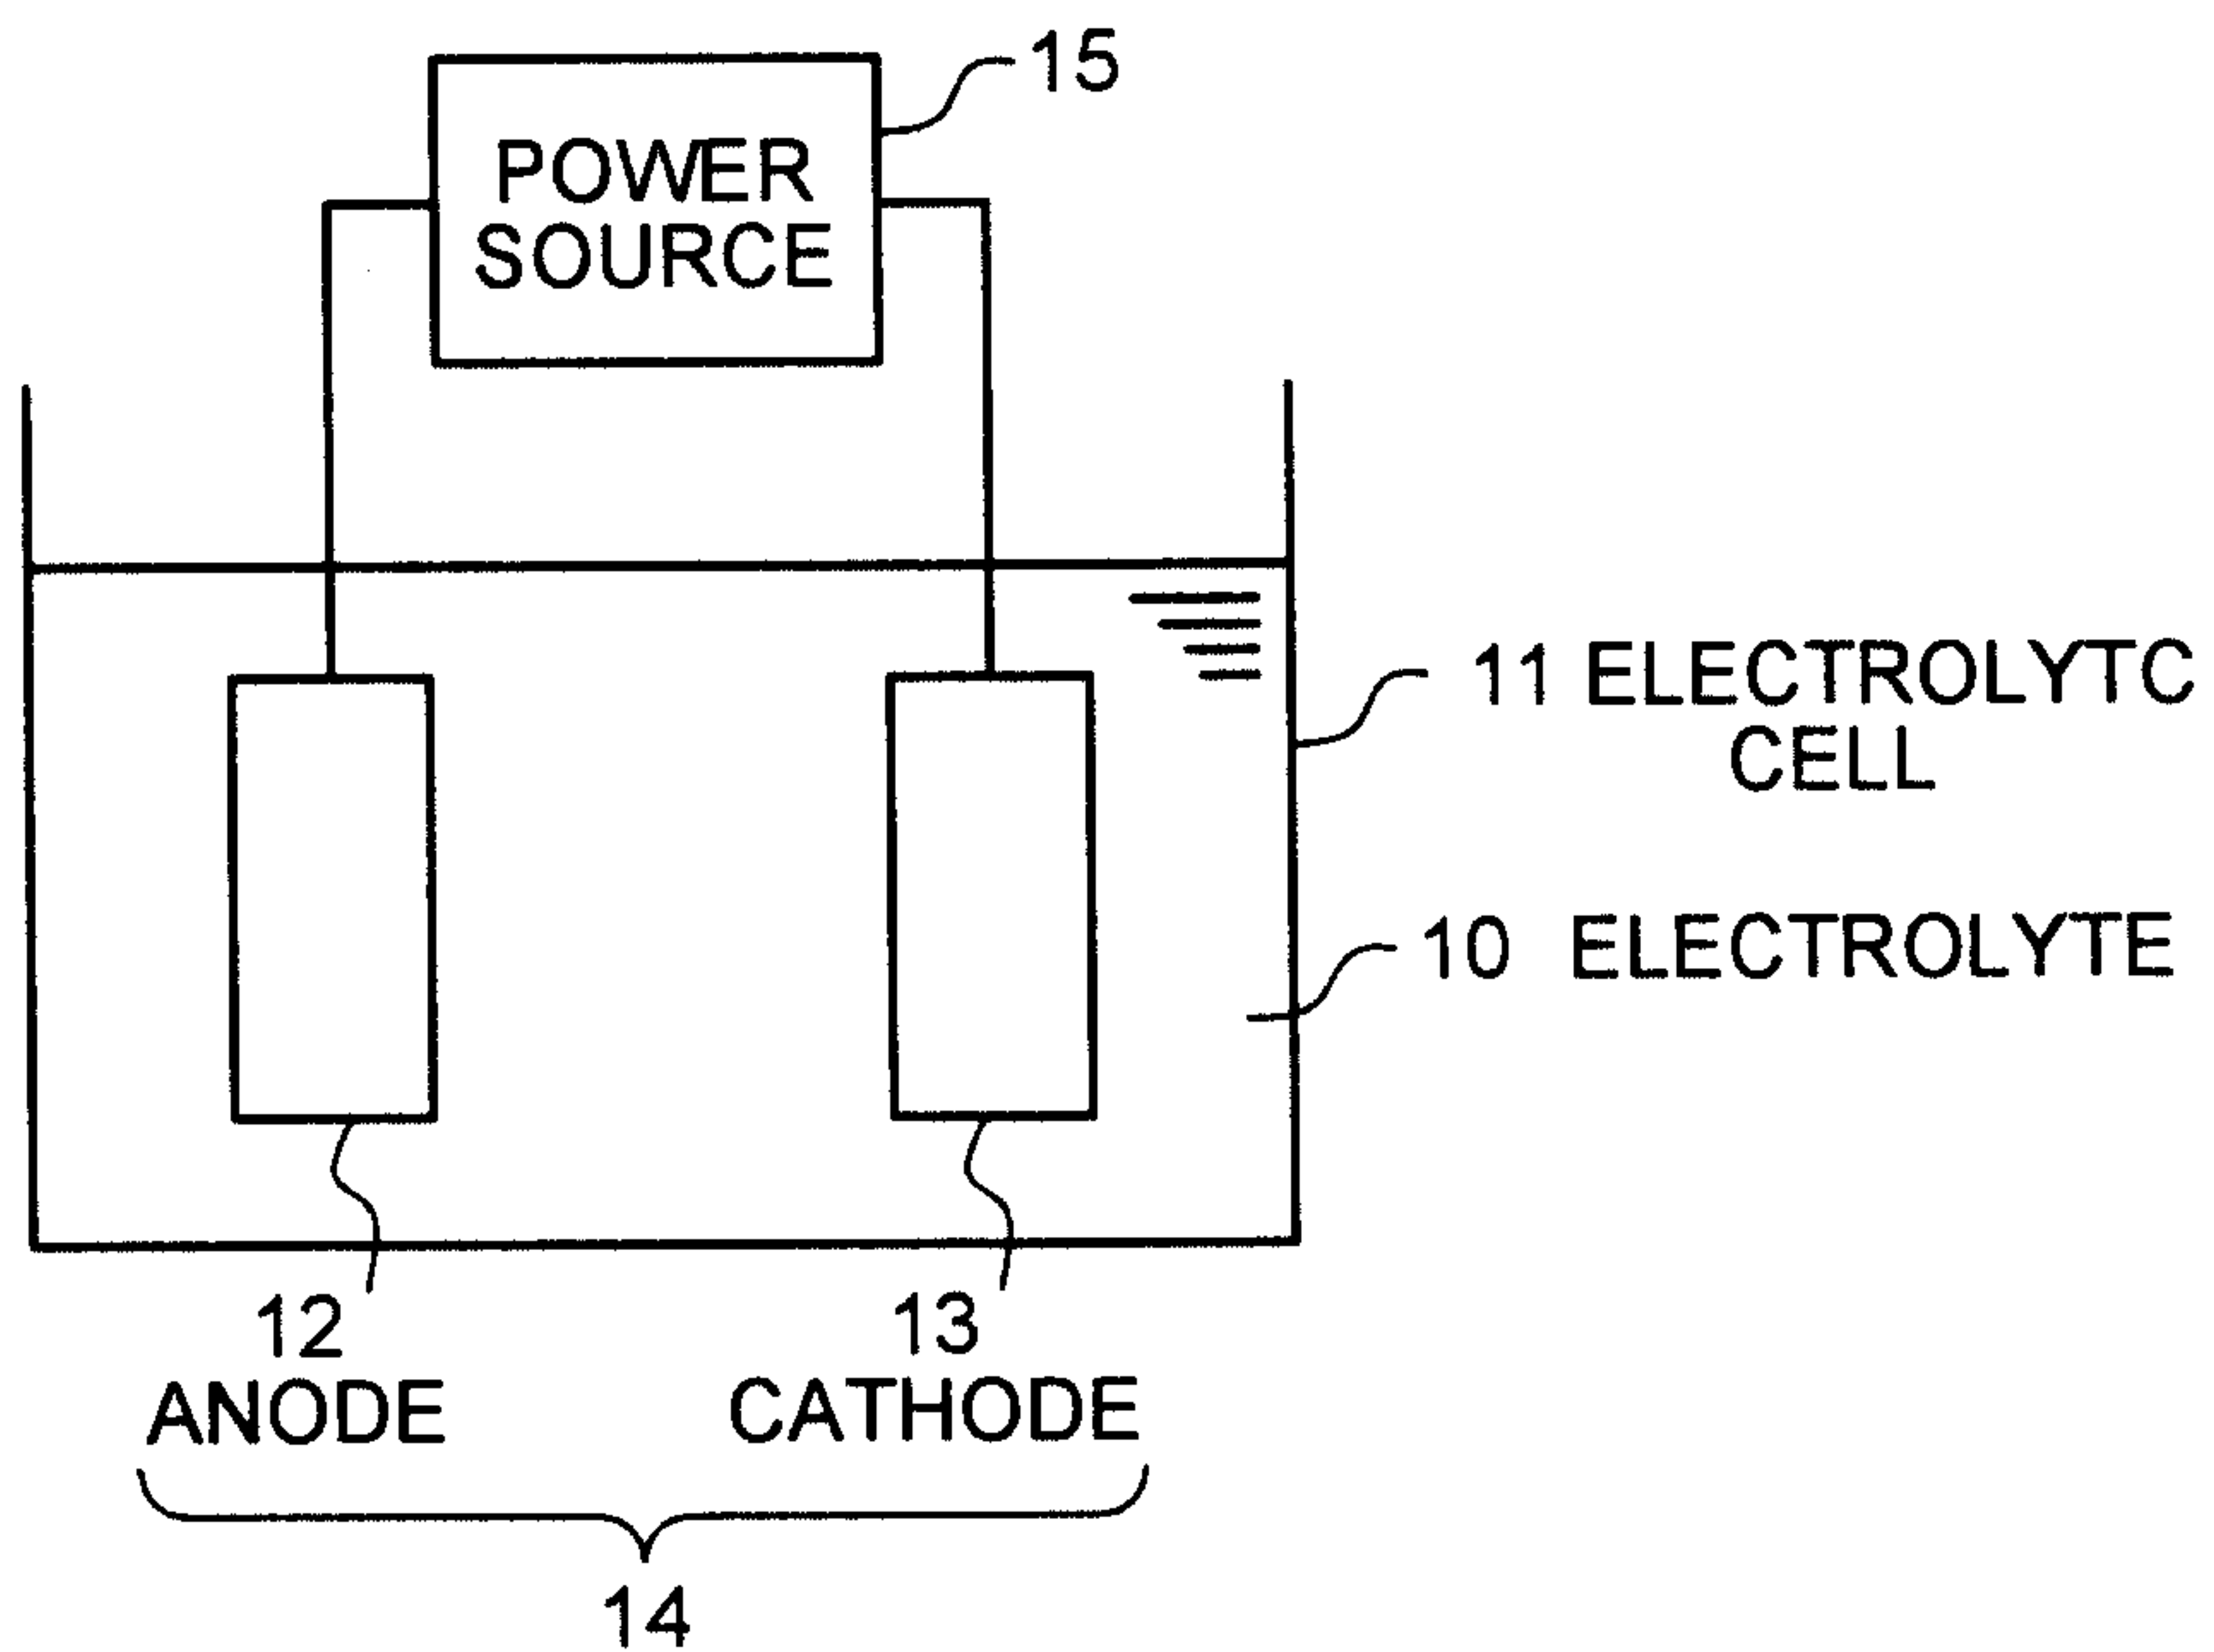 15
POWER
SOURCE
11 ELECTROLYTC
CELL
10 ELECTROLYTE
12
ANODE
13
CATHODE
14